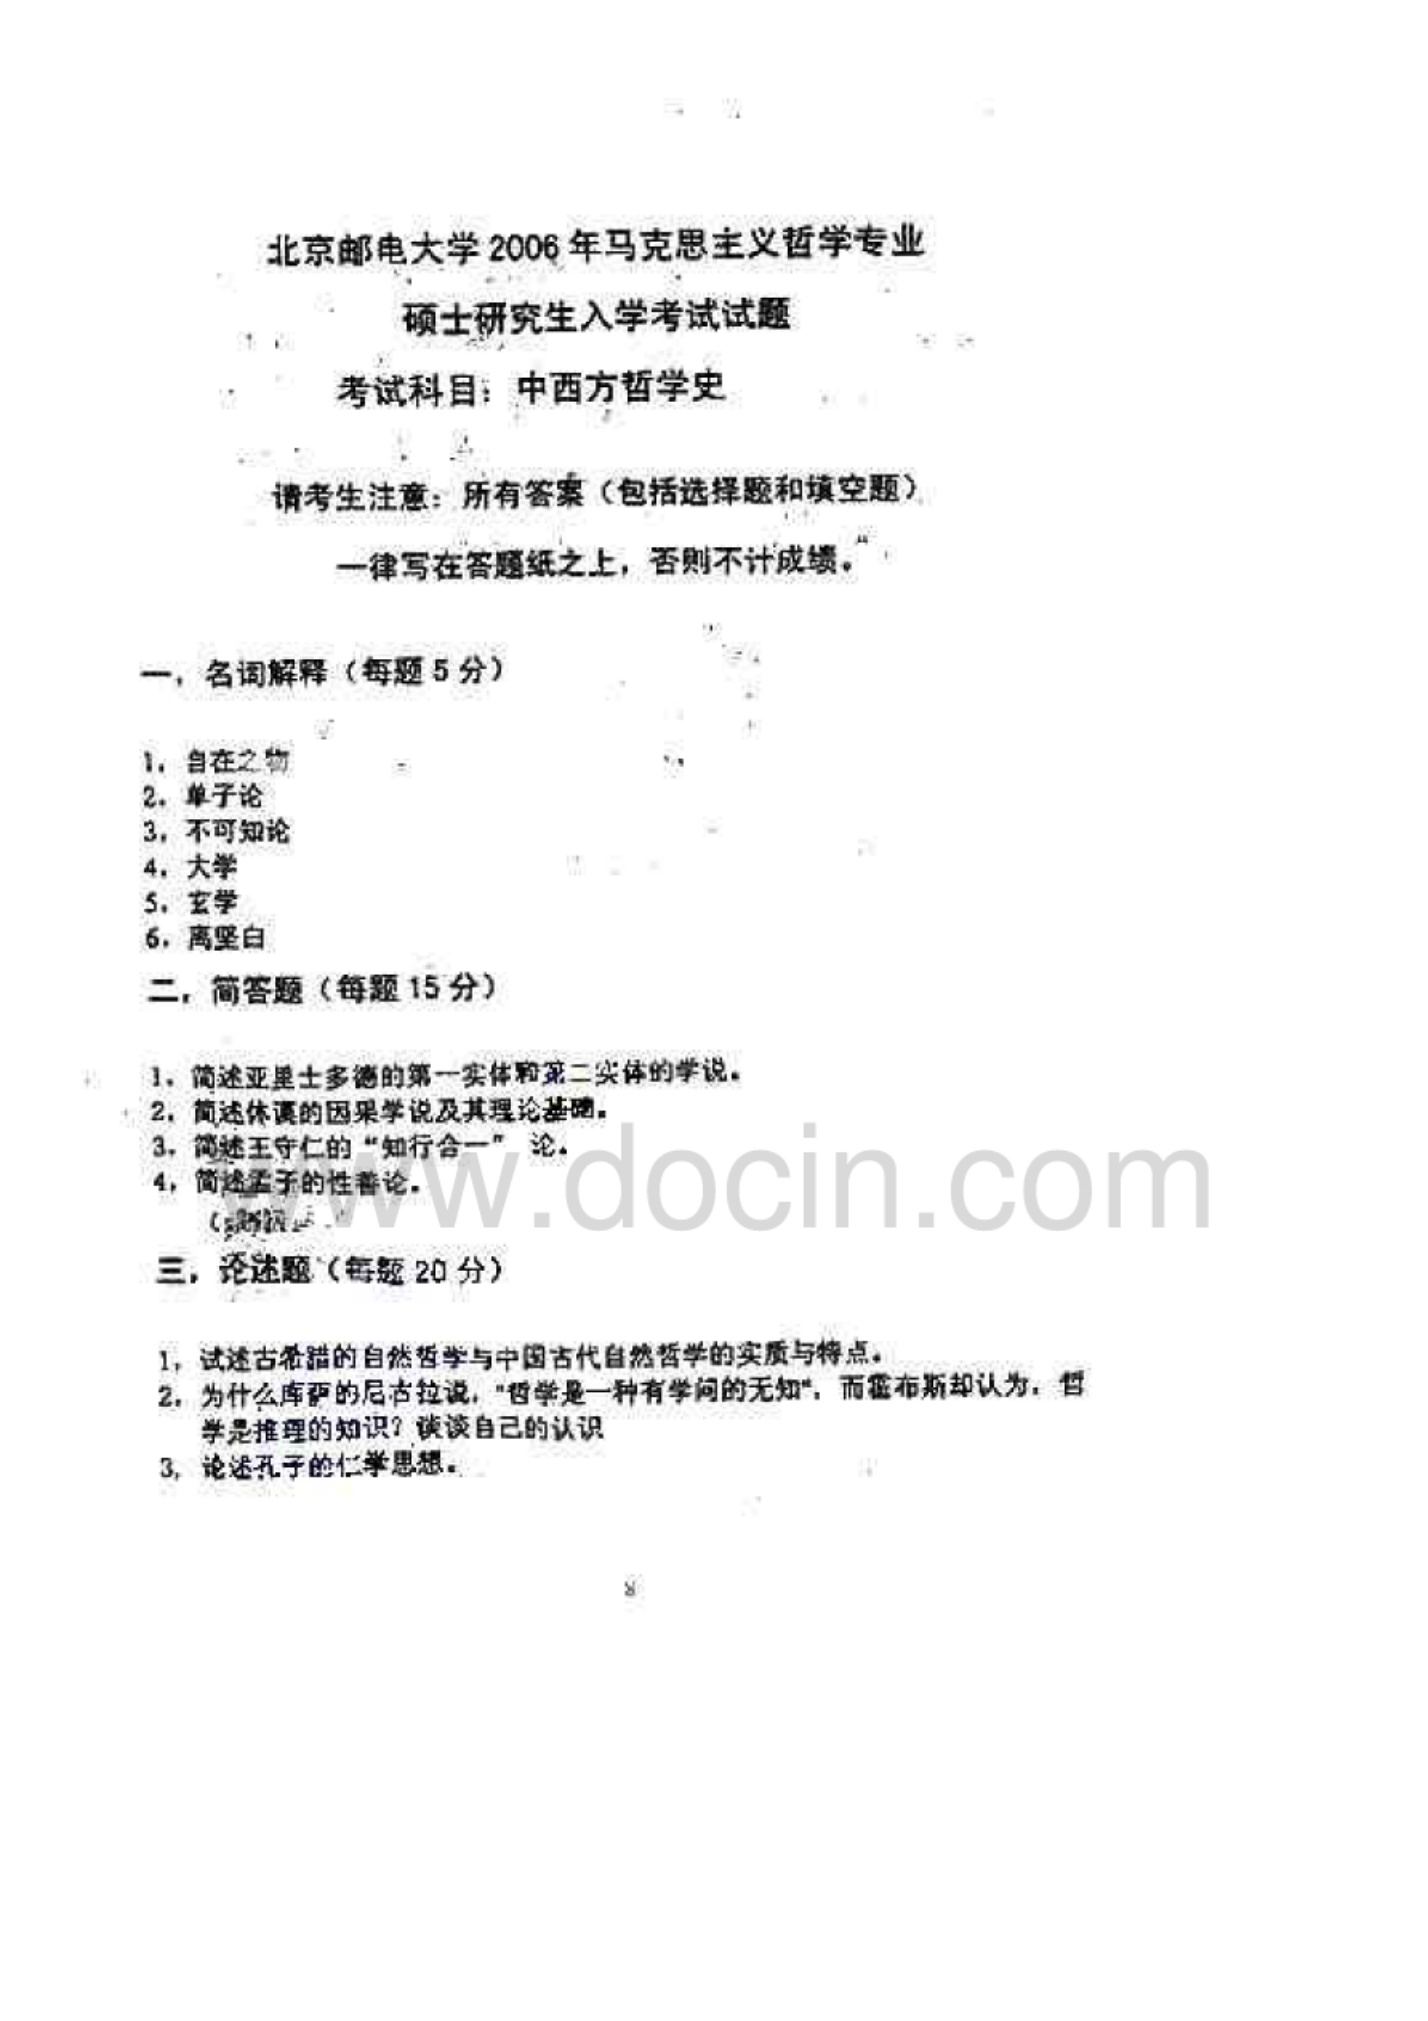 北京邮电大学2006年马克思主义哲学专业
硕士研究生入学考试试题
考试科目：中西方哲学史
请考生注意：所有答案（包括选择题和填空题）
一律写在答题纸之上，否则不计成绩。
一，名词解释（每题5分）
1，自在之物
2，单子论
3，不可知论
4，大学
5，玄学
6，离坚白
二，简答题（每题15分）
1，简述亚里士多德的第一实体和第二实体的学说。
2，简述休谟的因果学说及其理论基础。
3，简述王守仁的“知行合一” 论。
4，简述孟子的性善论。
www.docin.com
三，论述题（每题20分）
1，试述古希腊的自然哲学与中国古代自然哲学的实质与特点。
2，为什么库萨的尼古拉说，"哲学是一种有学问的无知"，而霍布斯却认为，哲
学是推理的知识？谈谈自己的认识
3，论述孔子的仁学思想。
8